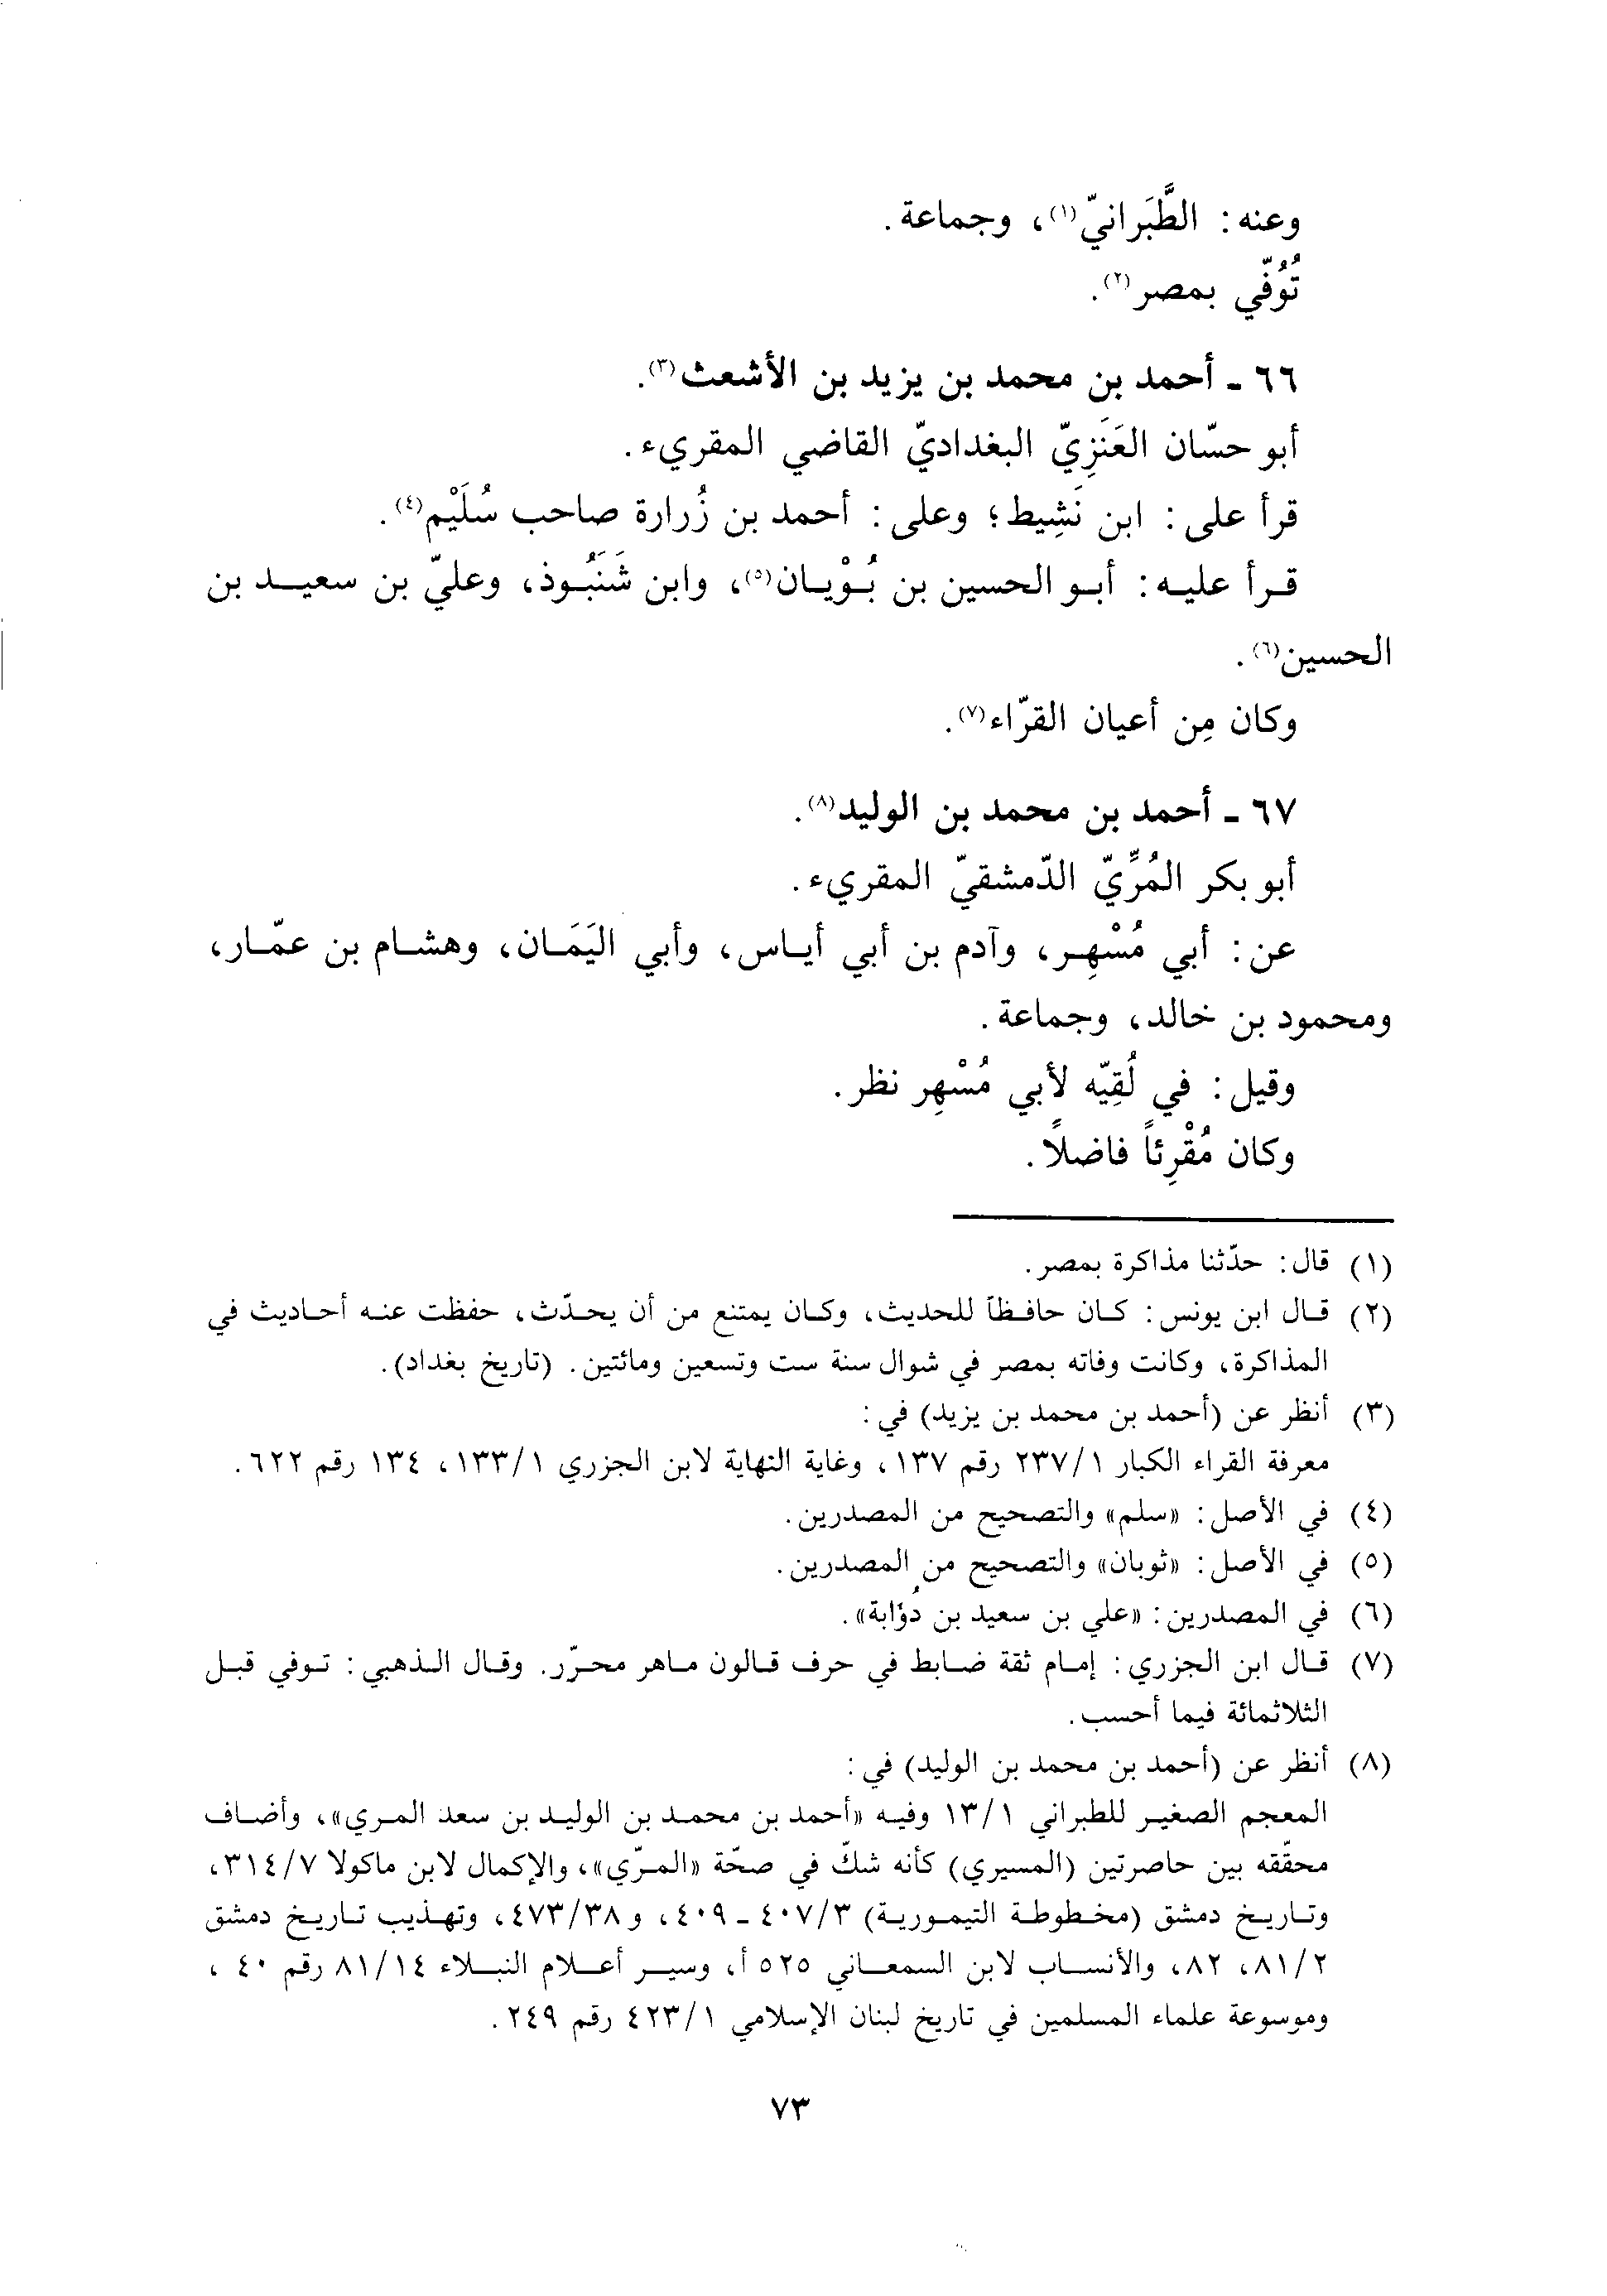 وعنه: الطَّبَرانيّ(١)، وجماعة.
تُوُفّي بمصر(٢).
٦٦ - أحمد بن محمد بن يزيد بن الأشعث(٣).
أبو حسّان العَنَزِيّ البغداديّ القاضي المقريء.
قرأ على: ابن نَشِيط؛ وعلى: أحمد بن زُرارة صاحب سُلَيْم(٤).
قرأ عليه: أبو الحسين بن بُوْيان(٥)، وابن شَنَبُوذ، وعليّ بن سعيد بن
الحسين(٦).
وكان مِن أعيان القرّاء(٧).
٦٧ - أحمد بن محمد بن الوليد(٨).
أبو بكر المُرِّيّ الدّمشقيّ المقريء.
عن: أبي مُسْهِر، وآدم بن أبي أياس، وأبي اليَمَان، وهشام بن عمّار،
ومحمود بن خالد، وجماعة.
وقيل: في لُقِيّه لأبي مُسْهِر نظر.
وكان مُقْرِئاً فاضلاً.
(١) قال: حدّثنا مذاكرة بمصر.
(٢) قال ابن يونس: كان حافظاً للحديث، وكان يمتنع من أن يحدّث، حفظت عنه أحاديث في
المذاكرة، وكانت وفاته بمصر في شوال سنة ست وتسعين ومائتين. (تاريخ بغداد).
(٣) أنظر عن (أحمد بن محمد بن يزيد) في:
معرفة القراء الكبار ٢٣٧/١ رقم ١٣٧، وغاية النهاية لابن الجزري ١٣٣/١، ١٣٤ رقم ٦٢٢.
(٤) في الأصل: «سلم» والتصحيح من المصدرين.
(٥) في الأصل: «ثوبان» والتصحيح من المصدرين.
(٦) في المصدرين: «علي بن سعيد بن ذُؤابة».
(٧) قال ابن الجزري: إمام ثقة ضابط في حرف قالون ماهر محرّر. وقال الذهبي: توفي قبل
الثلاثمائة فيما أحسب.
(٨) أنظر عن (أحمد بن محمد بن الوليد) في:
المعجم الصغير للطبراني ١٣/١ وفيه «أحمد بن محمد بن الوليد بن سعد المري»، وأضاف
محقّقه بين حاصرتين (المسيري) كأنه شكّ في صحّة «المرّي»، والإكمال لابن ماكولا ٣١٤/٧،
وتاريخ دمشق (مخطوطة التيمورية) ٤٠٧/٣ - ٤٠٩، و ٤٧٣/٣٨، وتهذيب تاريخ دمشق
٨١/٢، ٨٢، والأنساب لابن السمعاني ٥٢٥ أ، وسير أعلام النبلاء ٨١/١٤ رقم ٤٠،
وموسوعة علماء المسلمين في تاريخ لبنان الإسلامي ٤٢٣/١ رقم ٢٤٩.
٧٣